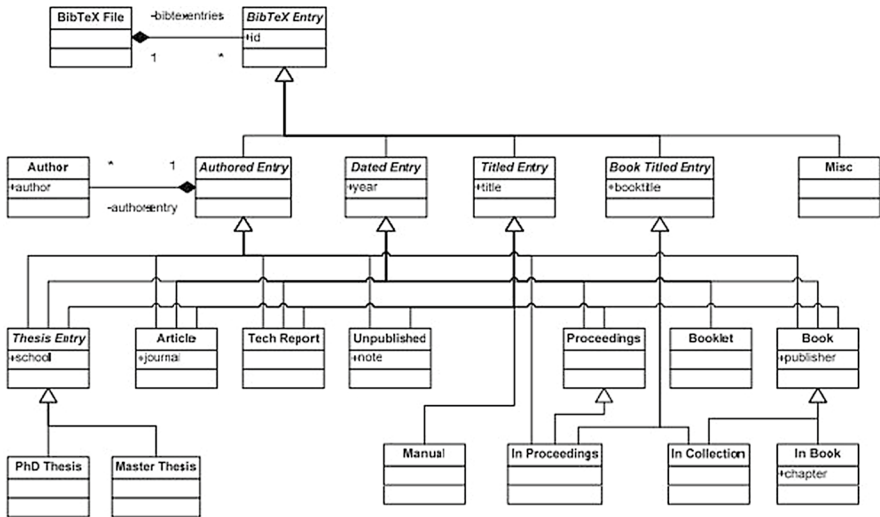 BibTeX File
-bibtexentries
BibTeX Entry
+id
1
*
Author
+author
*
1
-authorsentry
Authored Entry
Dated Entry
+year
Titled Entry
+title
Book Titled Entry
+booktitle
Misc
Thesis Entry
+school
Article
+journal
Tech Report
Unpublished
+note
Proceedings
Booklet
Book
+publisher
PhD Thesis
Master Thesis
Manual
In Proceedings
In Collection
In Book
+chapter